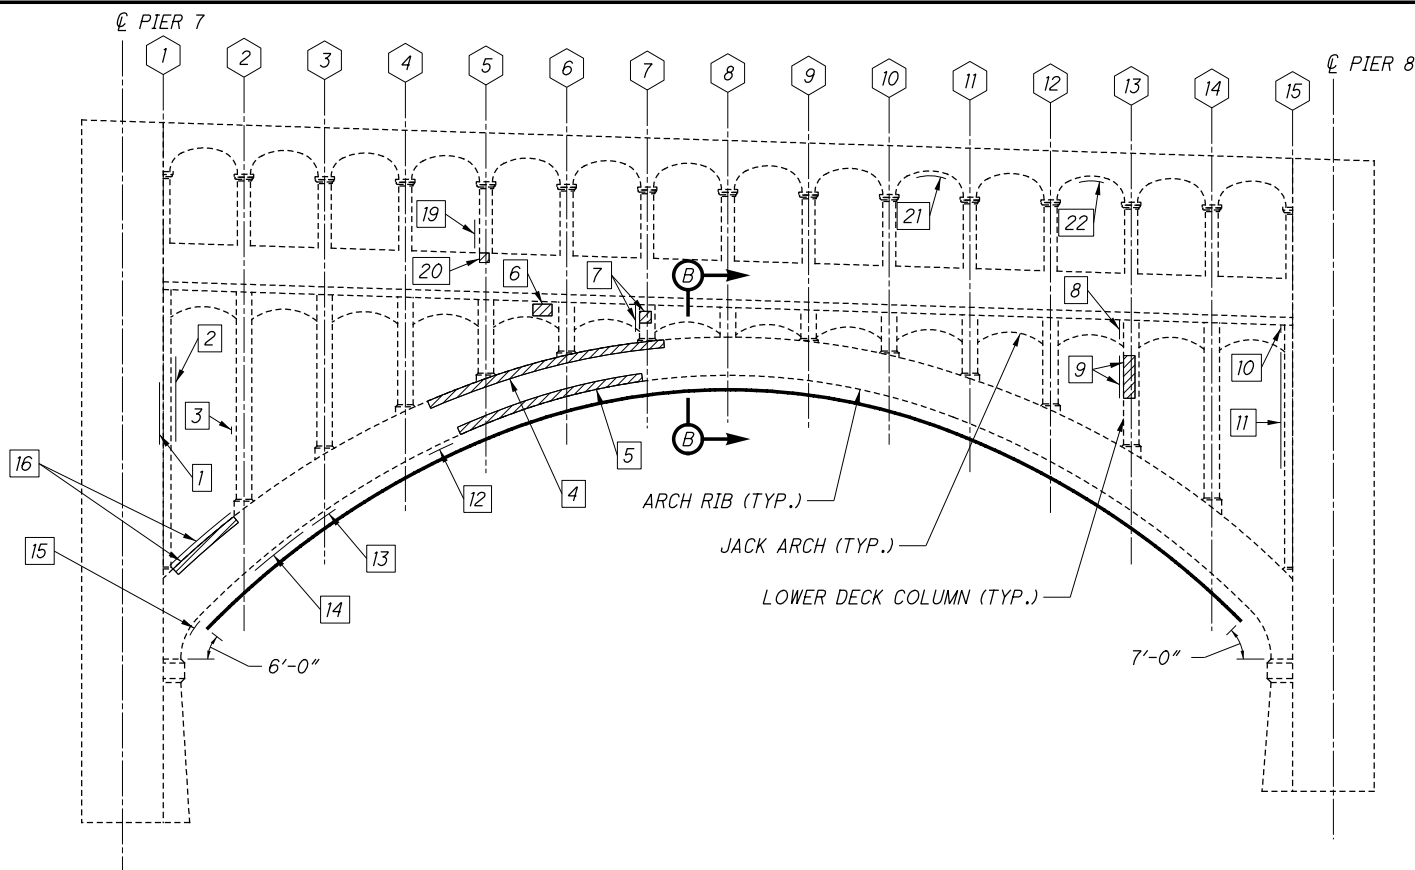 ℄ PIER 7
℄ PIER 8
1 2 3 4 5 6 7 8 9 10 11 12 13 14 15
19
20
21
22
6
7
B
8
2
9
10
3
11
16
1
B
5
12
4
ARCH RIB (TYP.)
15
13
JACK ARCH (TYP.)
14
LOWER DECK COLUMN (TYP.)
6'-0"
7'-0"